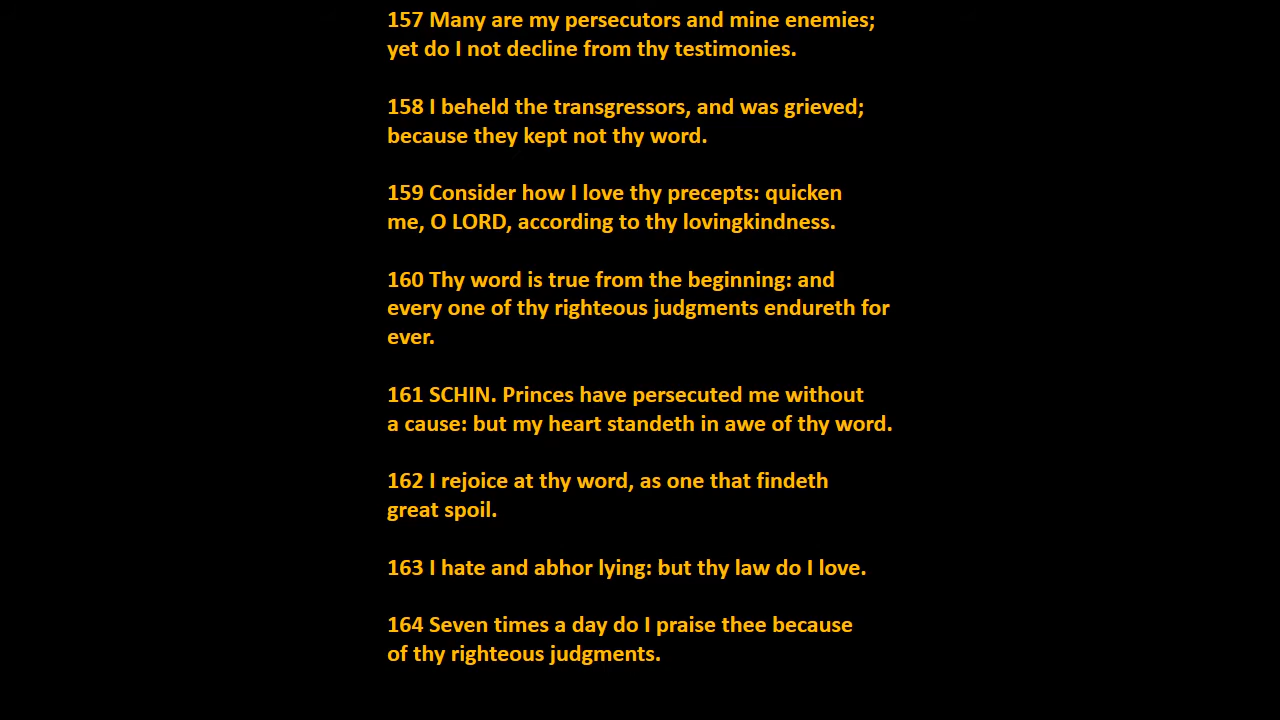 157 Many are my persecutors and mine enemies;
yet do I not decline from thy testimonies.
158 I beheld the transgressors, and was grieved;
because they kept not thy word.
159 Consider how I love thy precepts: quicken
me, O LORD, according to thy lovingkindness.
160 Thy word is true from the beginning: and
every one of thy righteous judgments endureth for
ever.
161 SCHIN. Princes have persecuted me without
a cause: but my heart standeth in awe of thy word.
162 I rejoice at thy word, as one that findeth
great spoil.
163 I hate and abhor lying: but thy law do I love.
164 Seven times a day do I praise thee because
of thy righteous judgments.